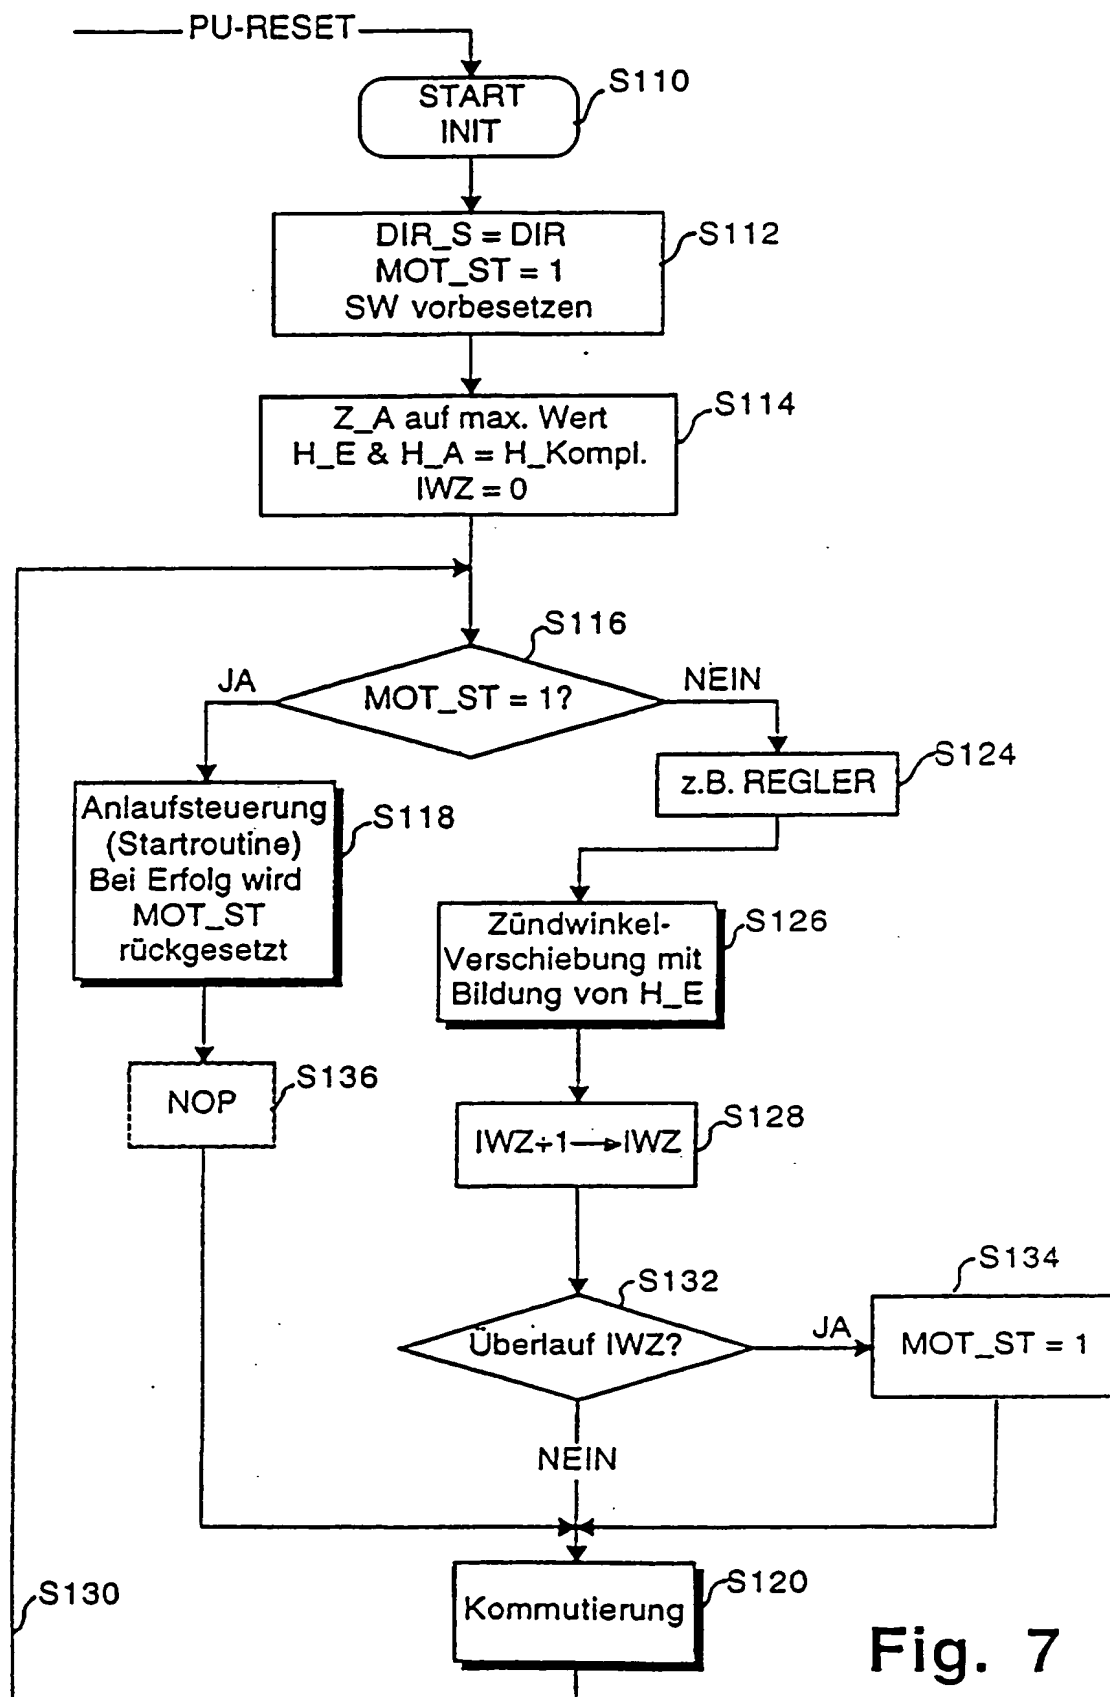 PU-RESET
START
INIT
S110
DIR_S = DIR
MOT_ST = 1
SW vorbesetzen
S112
Z_A auf max. Wert
H_E & H_A = H_Kompl.
IWZ = 0
S114
S116
JA
MOT_ST = 1?
NEIN
S124
z.B. REGLER
Anlaufsteuerung
(Startroutine)
Bei Erfolg wird
MOT_ST
rückgesetzt
S118
Zündwinkel-
Verschiebung mit
Bildung von H_E
S126
NOP
S136
IWZ+1→IWZ
S128
S132
Überlauf IWZ?
JA
S134
MOT_ST = 1
NEIN
S130
Kommutierung
S120
Fig. 7